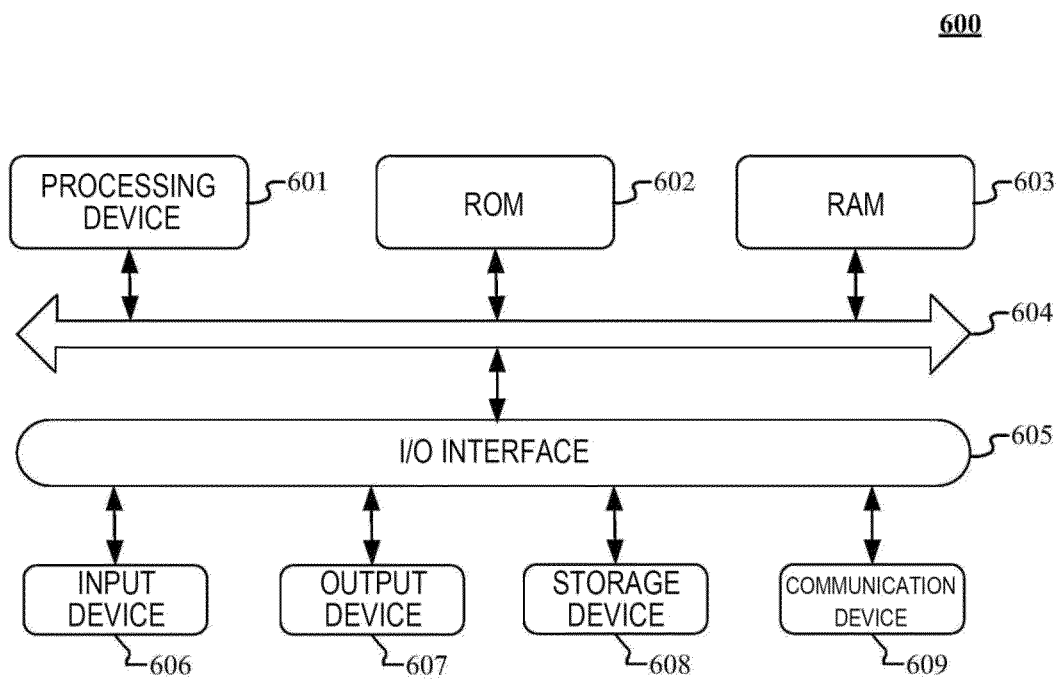 600
PROCESSING
DEVICE
601
ROM
602
RAM
603
604
I/O INTERFACE
605
INPUT
DEVICE
OUTPUT
DEVICE
STORAGE
DEVICE
COMMUNICATION
DEVICE
606
607
608
609